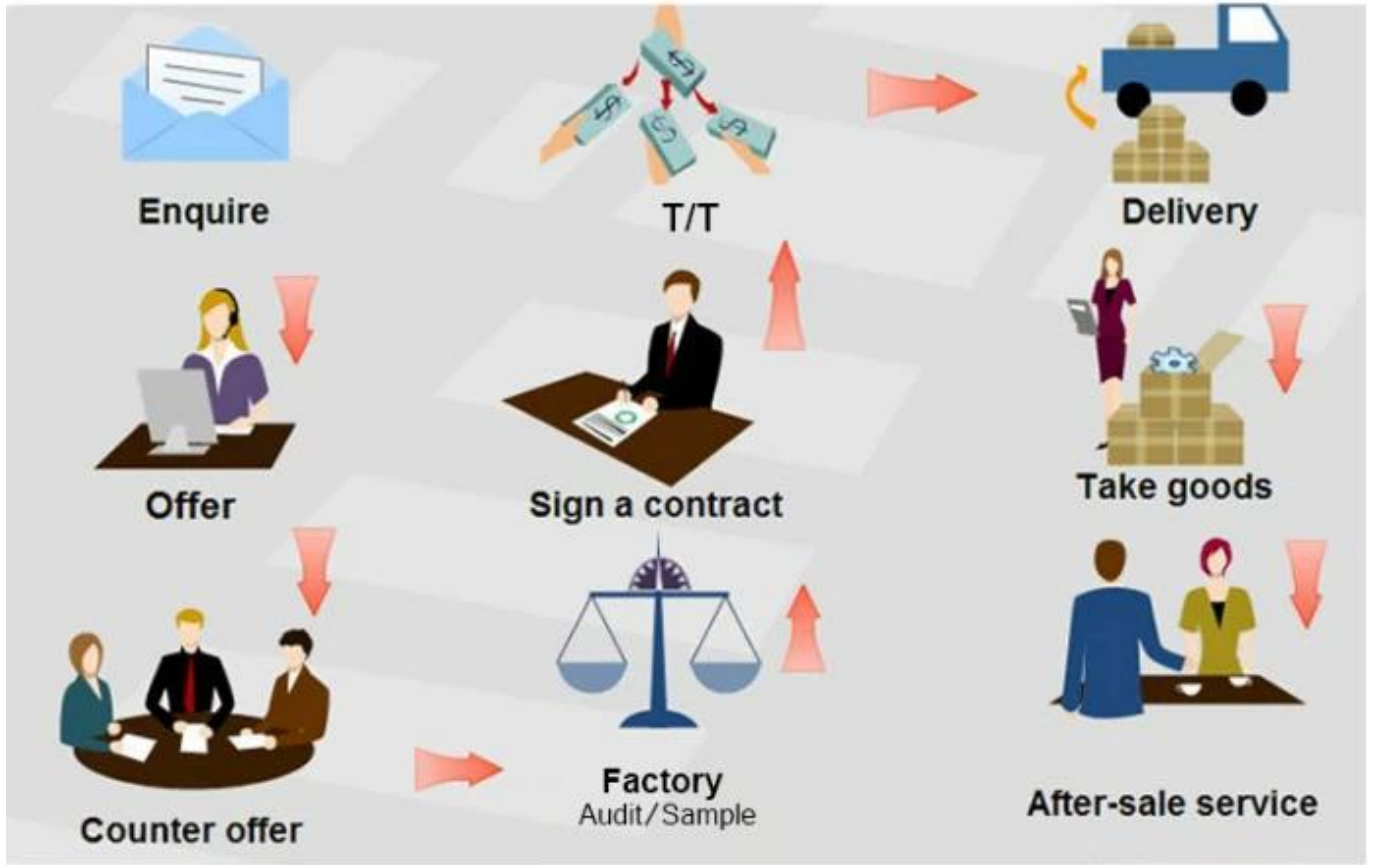 Enquire
T/T
Delivery
Offer
Sign a contract
Take goods
Counter offer
Factory
Audit/Sample
After-sale service